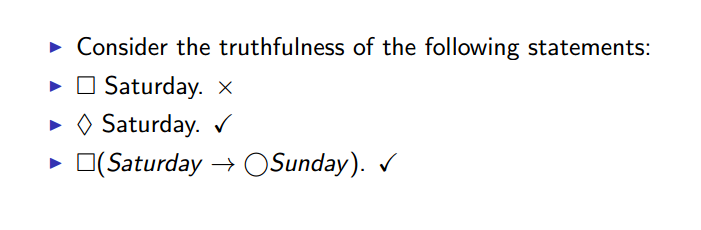 ▶ Consider the truthfulness of the following statements:
▶ □ Saturday. ×
▶ ◊ Saturday. ✓
▶ □(Saturday → ◯Sunday). ✓